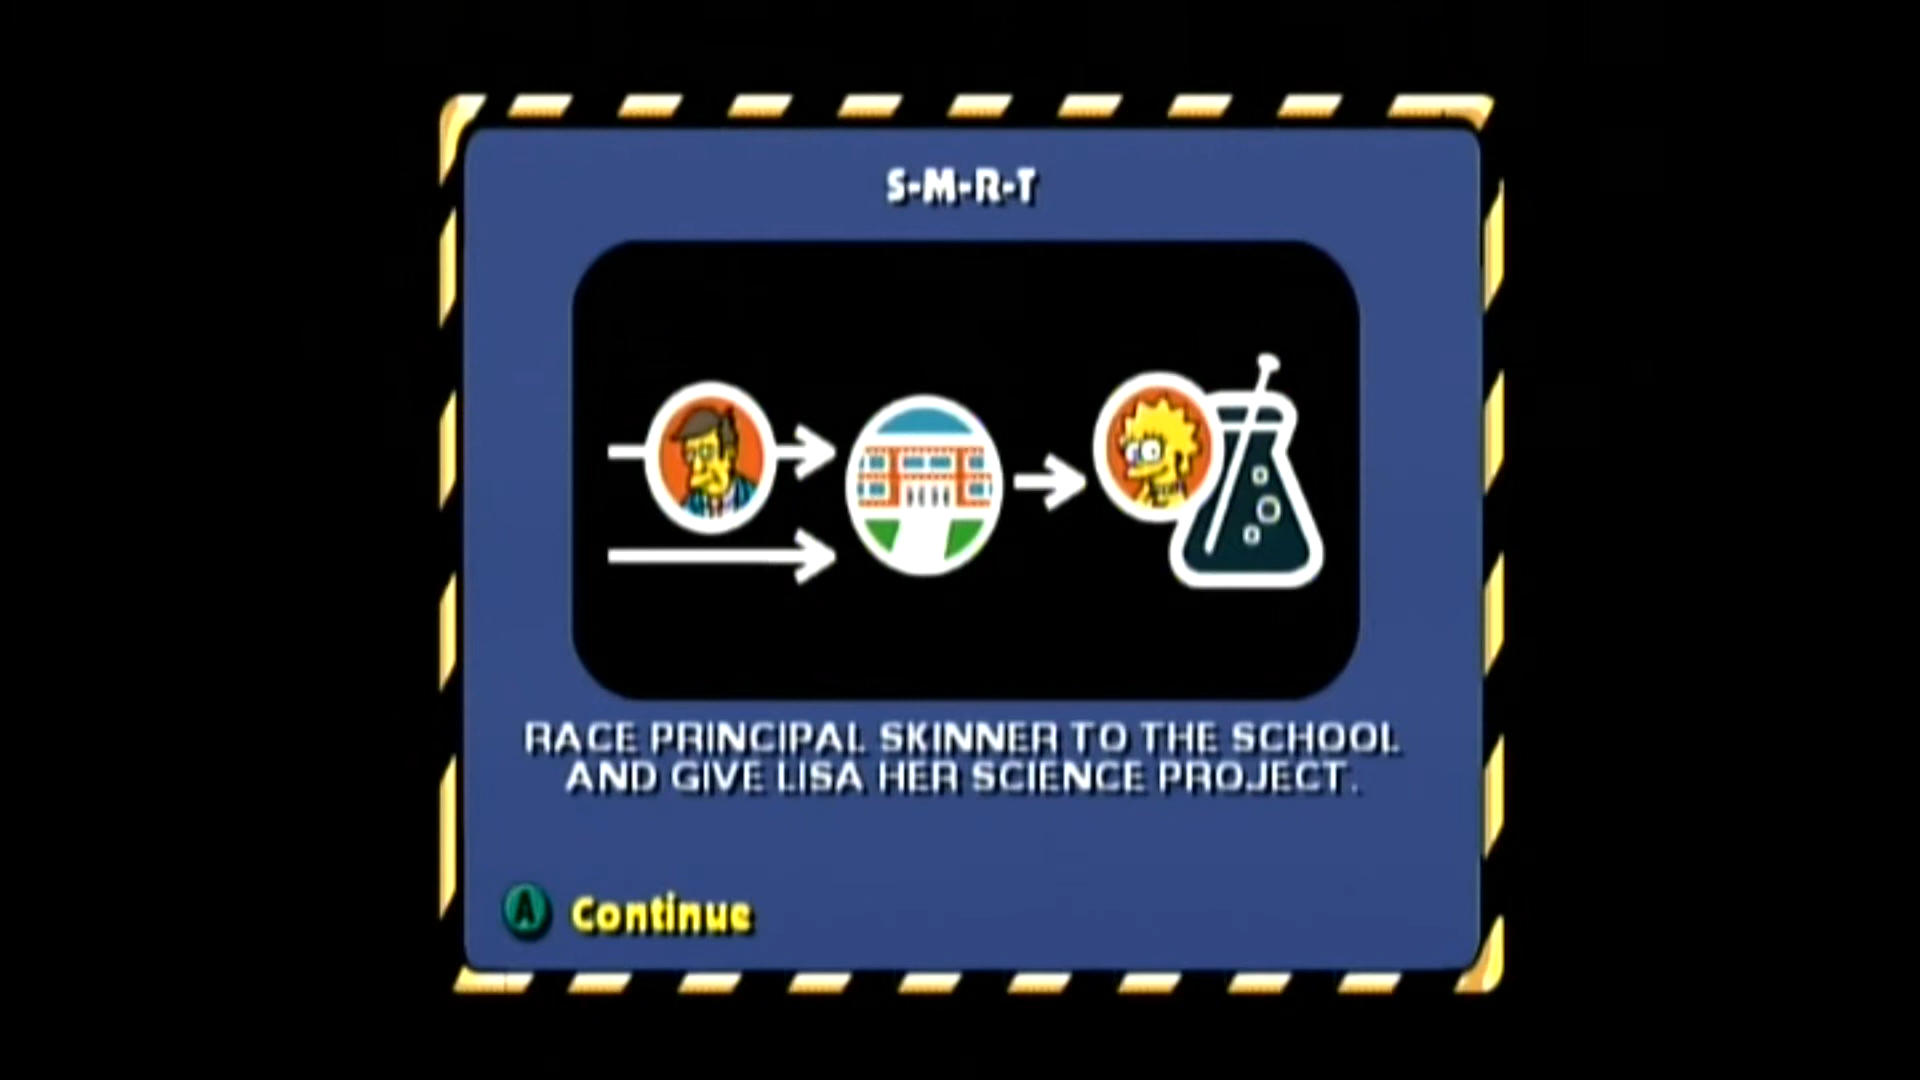 S-M-R-T
RACE PRINCIPAL SKINNER TO THE SCHOOL
AND GIVE LISA HER SCIENCE PROJECT.
A Continue